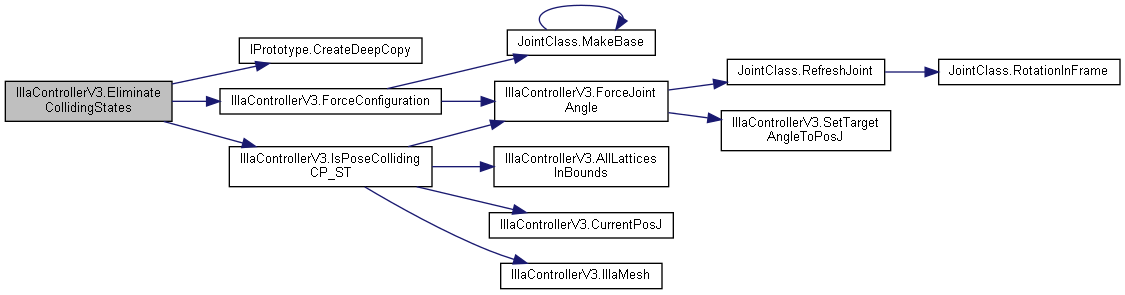 IllaControllerV3.Eliminate
CollidingStates
IPrototype.CreateDeepCopy
IllaControllerV3.ForceConfiguration
IllaControllerV3.IsPoseColliding
CP_ST
JointClass.MakeBase
IllaControllerV3.ForceJoint
Angle
IllaControllerV3.AllLattices
InBounds
IllaControllerV3.CurrentPosJ
IllaControllerV3.IllaMesh
JointClass.RefreshJoint
IllaControllerV3.SetTarget
AngleToPosJ
JointClass.RotationInFrame